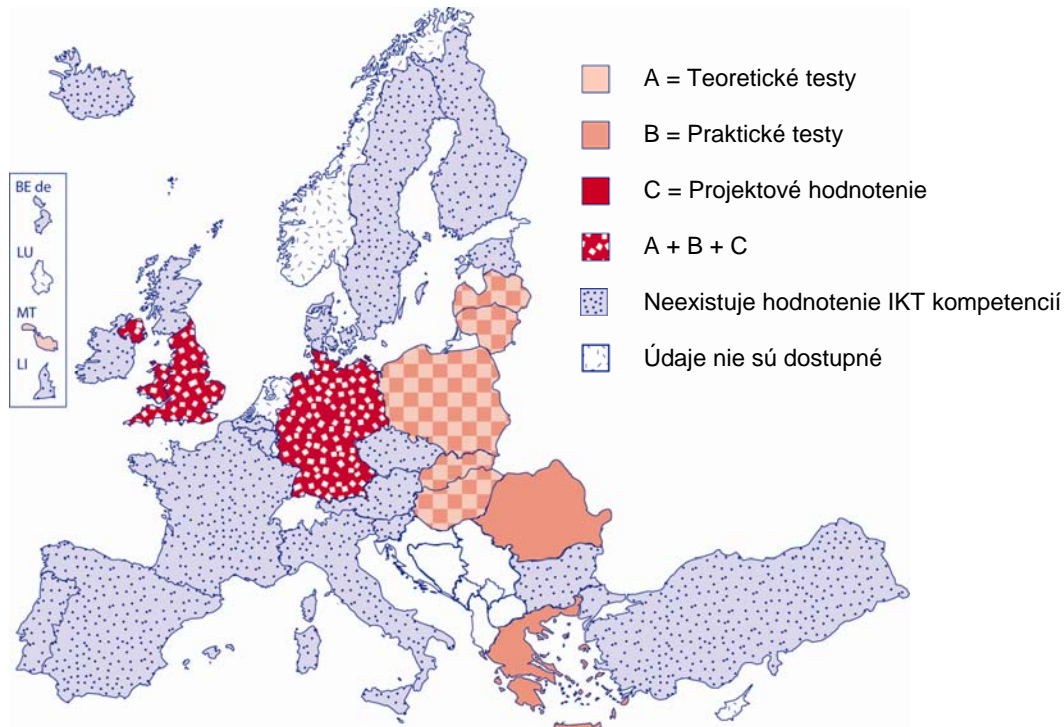 A = Teoretické testy
B = Praktické testy
C = Projektové hodnotenie
A + B + C
Neexistuje hodnotenie IKT kompetencií
Údaje nie sú dostupné
BE de
LU
MT
LI